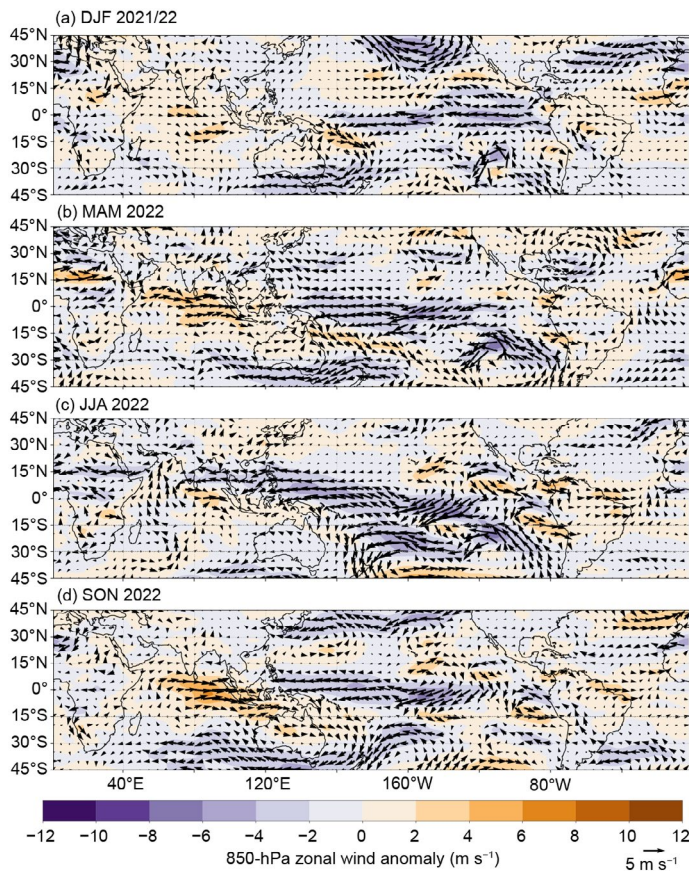 (a) DJF 2021/22
45°N
30°N
15°N
0°
15°S
30°S
45°S
(b) MAM 2022
45°N
30°N
15°N
0°
15°S
30°S
45°S
(c) JJA 2022
45°N
30°N
15°N
0°
15°S
30°S
45°S
(d) SON 2022
45°N
30°N
15°N
0°
15°S
30°S
45°S
40°E 120°E 160°W 80°W
−12 −10 −8 −6 −4 −2 0 2 4 6 8 10 12
850-hPa zonal wind anomaly (m s⁻¹)
5 m s⁻¹